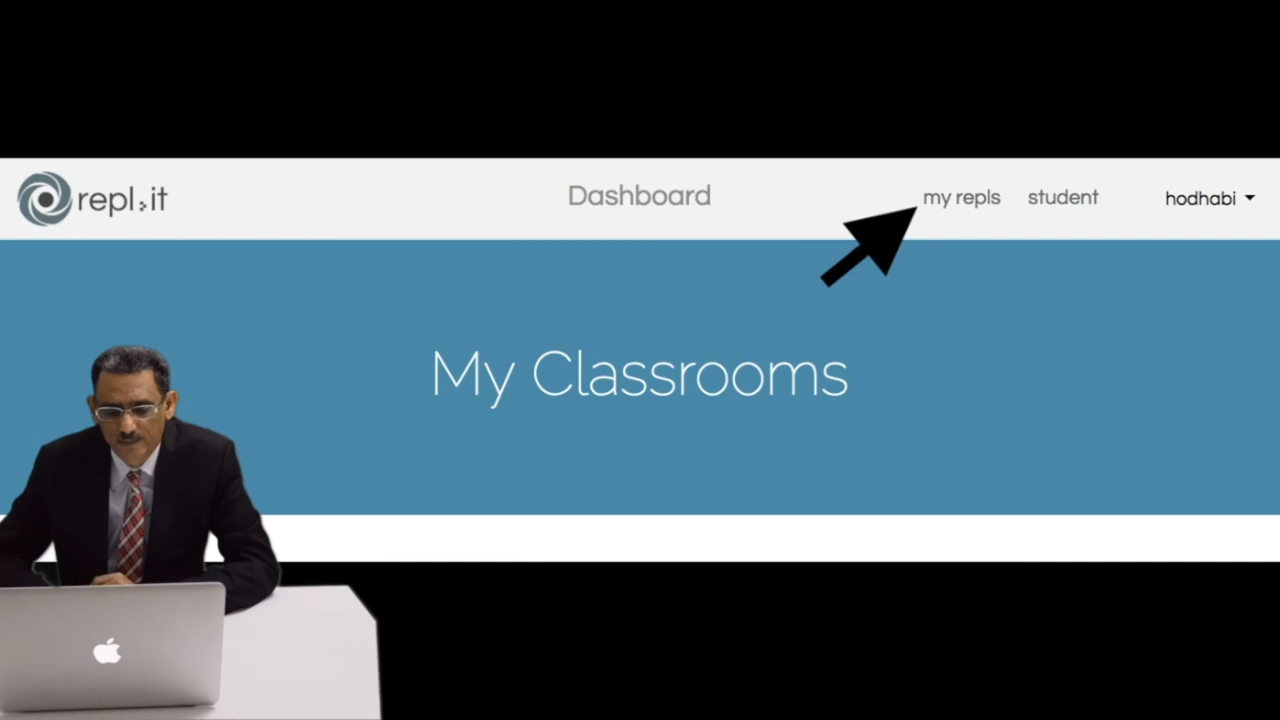 repl.it
Dashboard
my repls
student
hodhabi
My Classrooms